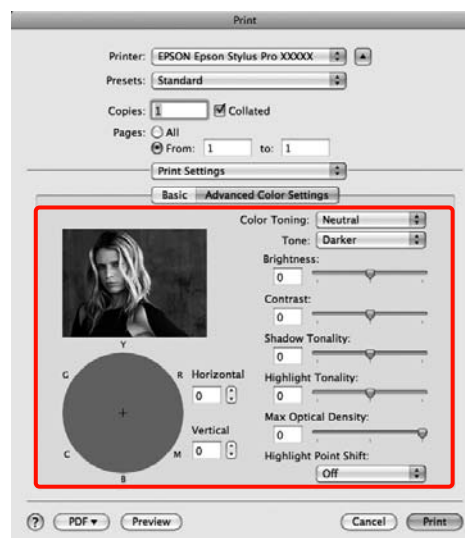 Print
Printer: EPSON Epson Stylus Pro XXXXX
Presets: Standard
Copies: 1 Collated
Pages: All
From: 1 to: 1
Print Settings
Basic Advanced Color Settings
Color Toning: Neutral
Tone: Darker
Brightness:
0
Contrast:
0
Shadow Tonality:
0
Highlight Tonality:
0
Max Optical Density:
0
Highlight Point Shift:
Off
Y
G R
C M
B
Horizontal
0
Vertical
0
? PDF Preview Cancel Print